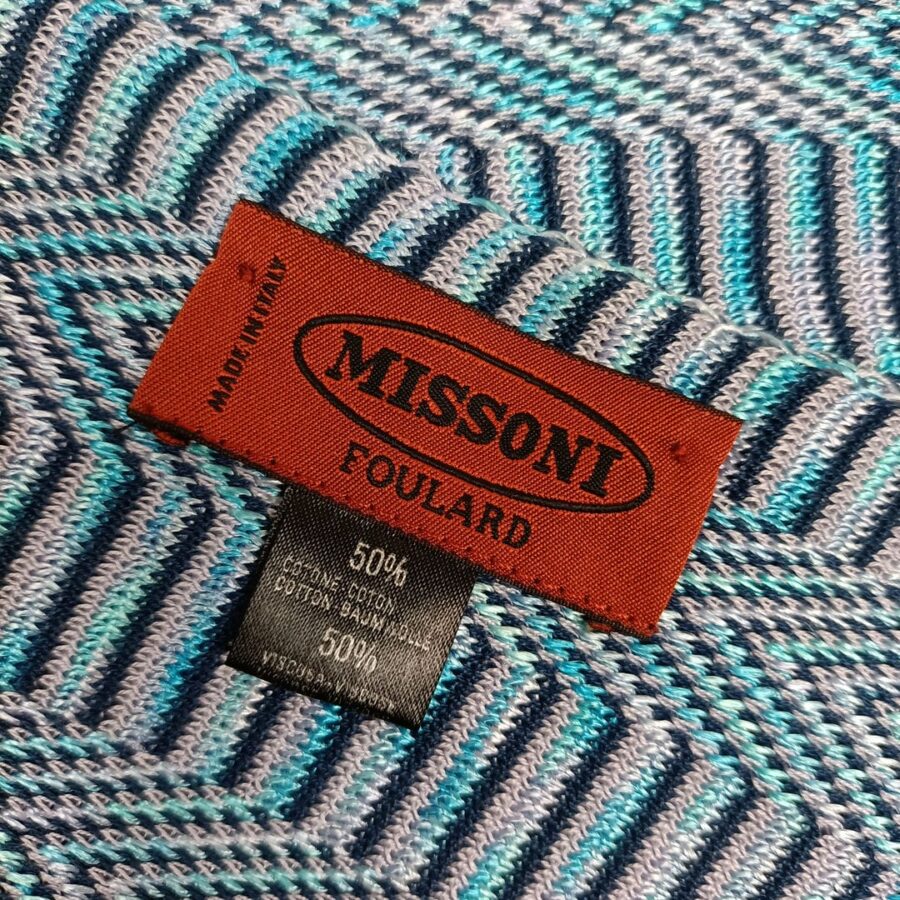 MADE IN ITALY
MISSONI
FOULARD
50%
COTONE COTON
COTTON BAUMWOLLE
50%